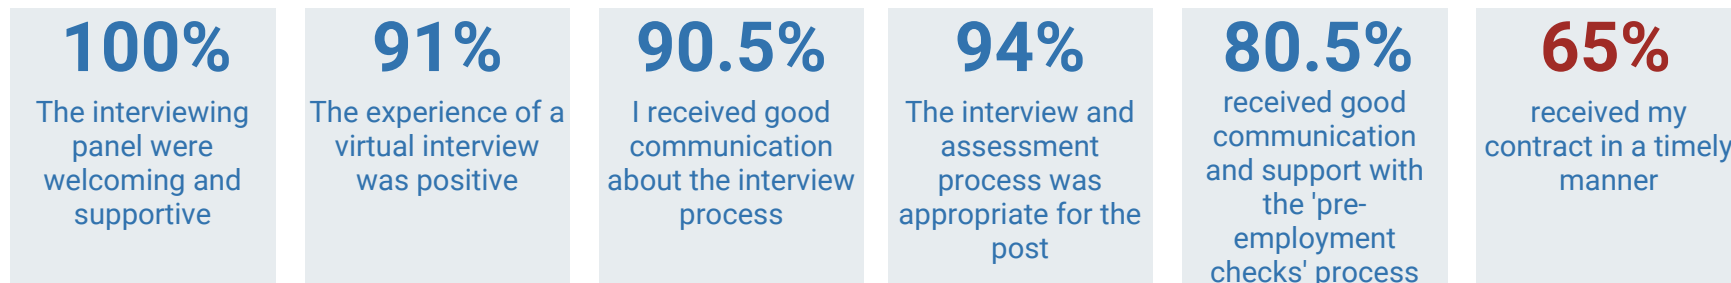 100%
The interviewing
panel were
welcoming and
supportive
91%
The experience of a
virtual interview
was positive
90.5%
I received good
communication
about the interview
process
94%
The interview and
assessment
process was
appropriate for the
post
80.5%
received good
communication
and support with
the 'pre-
employment
checks' process
65%
received my
contract in a timely
manner